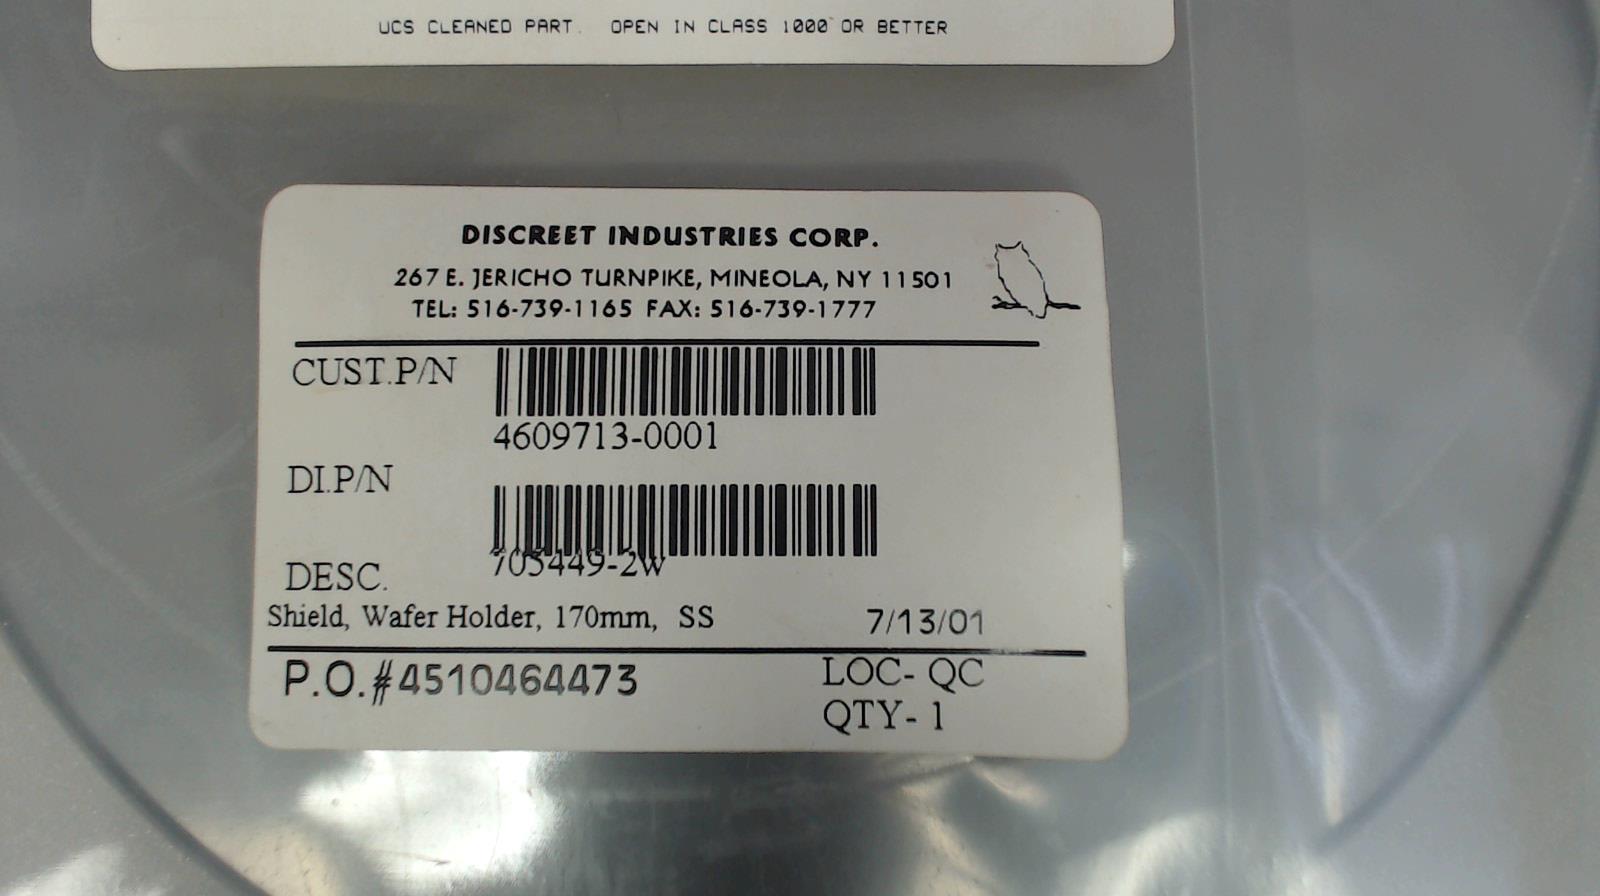 UCS CLEANED PART. OPEN IN CLASS 1000 OR BETTER
DISCREET INDUSTRIES CORP.
267 E. JERICHO TURNPIKE, MINEOLA, NY 11501
TEL: 516-739-1165 FAX: 516-739-1777
CUST.P/N
4609713-0001
DI.P/N
705449-2W
DESC.
Shield, Wafer Holder, 170mm, SS 7/13/01
P.O.#4510464473 LOC- QC
QTY- 1